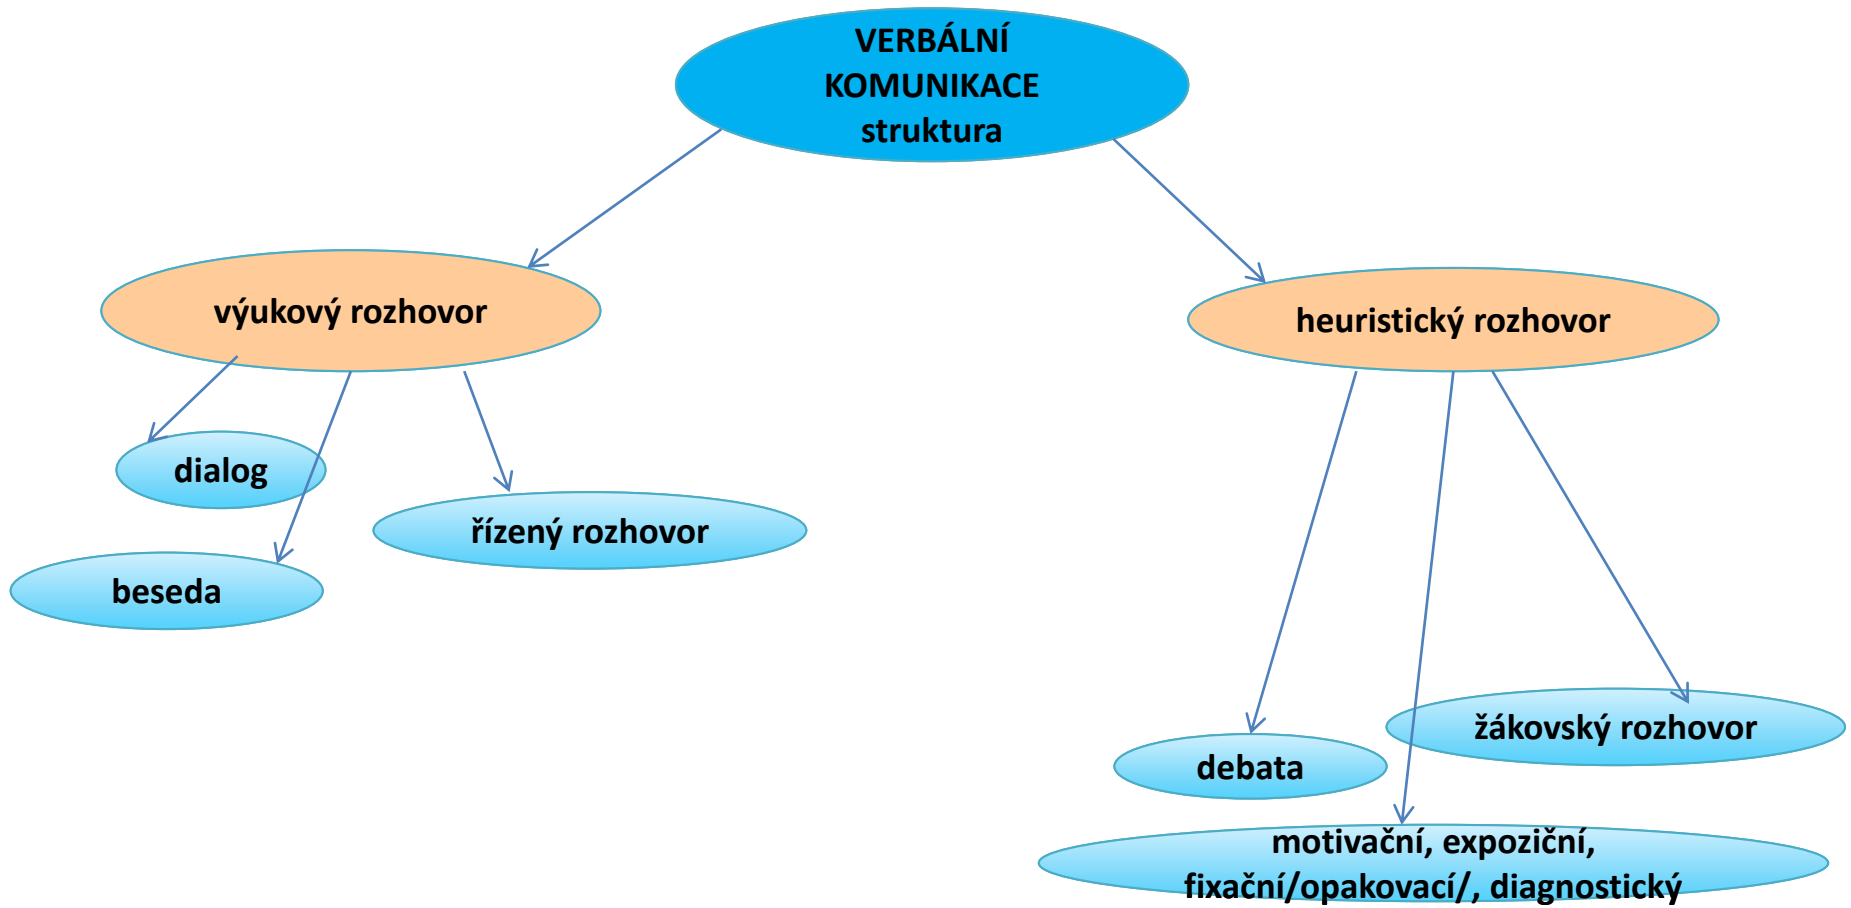 VERBÁLNÍ
KOMUNIKACE
struktura
výukový rozhovor
heuristický rozhovor
dialog
řízený rozhovor
beseda
žákovský rozhovor
debata
motivační, expoziční,
fixační/opakovací/, diagnostický